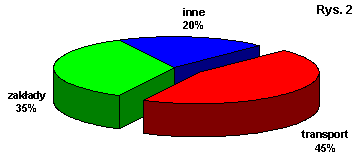 inne
20%
Rys. 2
zakłady
35%
transport
45%